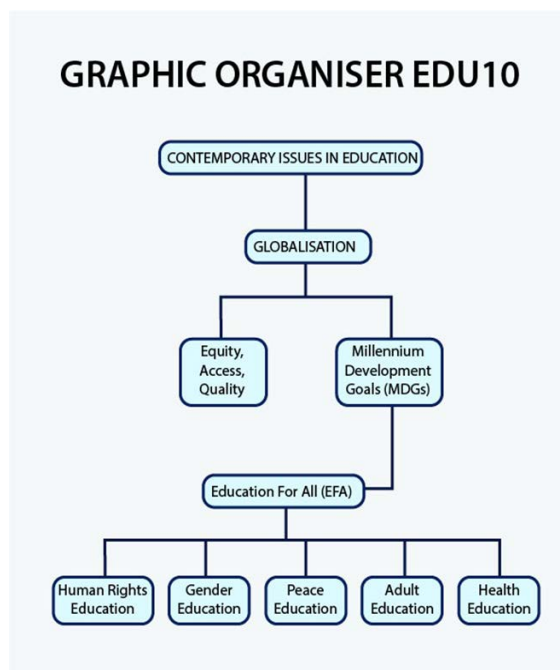 GRAPHIC ORGANISER EDU10
CONTEMPORARY ISSUES IN EDUCATION
GLOBALISATION
Equity,
Access,
Quality
Millennium
Development
Goals (MDGs)
Education For All (EFA)
Human Rights
Education
Gender
Education
Peace
Education
Adult
Education
Health
Education